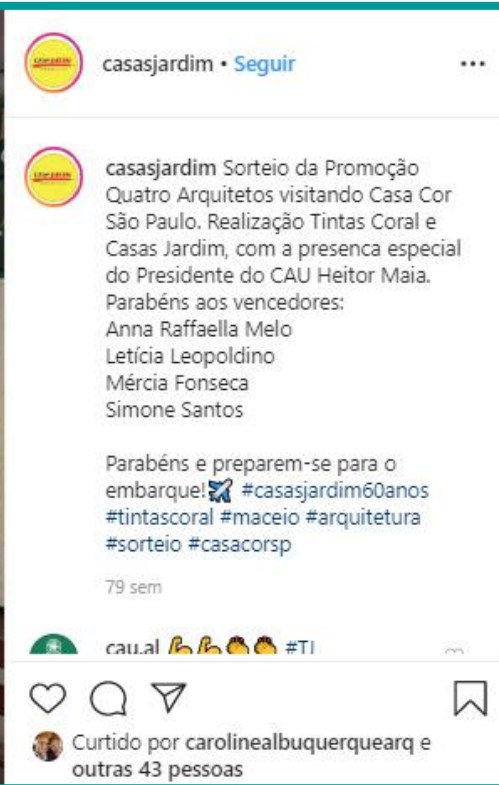 casasjardim • Seguir
casasjardim Sorteio da Promoção
Quatro Arquitetos visitando Casa Cor
São Paulo. Realização Tintas Coral e
Casas Jardim, com a presenca especial
do Presidente do CAU Heitor Maia.
Parabéns aos vencedores:
Anna Raffaella Melo
Letícia Leopoldino
Mércia Fonseca
Simone Santos
Parabéns e preparem-se para o
embarque!✈️ #casasjardim60anos
#tintascoral #maceio #arquitetura
#sorteio #casacorsp
79 sem
cau.al 💪💪👏👏
Curtido por carolinealbuquerquearq e
outras 43 pessoas